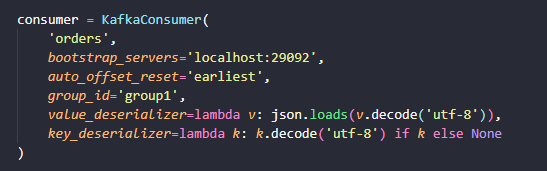 consumer = KafkaConsumer(
    'orders',
    bootstrap_servers='localhost:29092',
    auto_offset_reset='earliest',
    group_id='group1',
    value_deserializer=lambda v: json.loads(v.decode('utf-8')),
    key_deserializer=lambda k: k.decode('utf-8') if k else None
)